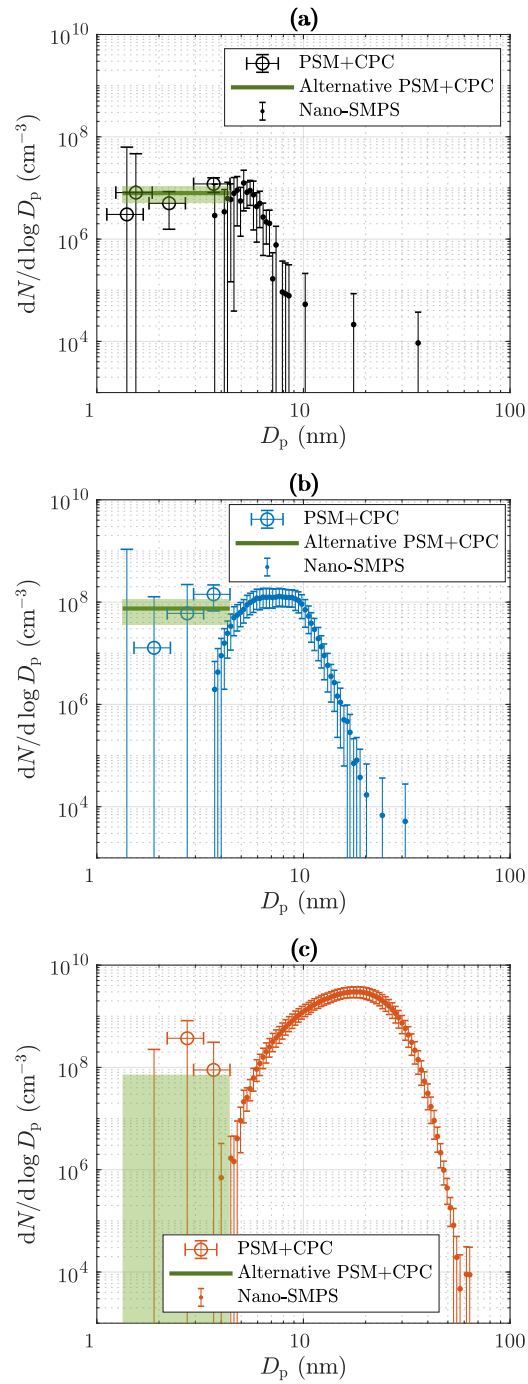 (a)
10^10
10^8
10^6
10^4
dN/d log D_p (cm^−3)
PSM+CPC
Alternative PSM+CPC
Nano-SMPS
1 10 100
D_p (nm)
(b)
10^10
10^8
10^6
10^4
dN/d log D_p (cm^−3)
PSM+CPC
Alternative PSM+CPC
Nano-SMPS
1 10 100
D_p (nm)
(c)
10^10
10^8
10^6
10^4
dN/d log D_p (cm^−3)
PSM+CPC
Alternative PSM+CPC
Nano-SMPS
1 10 100
D_p (nm)